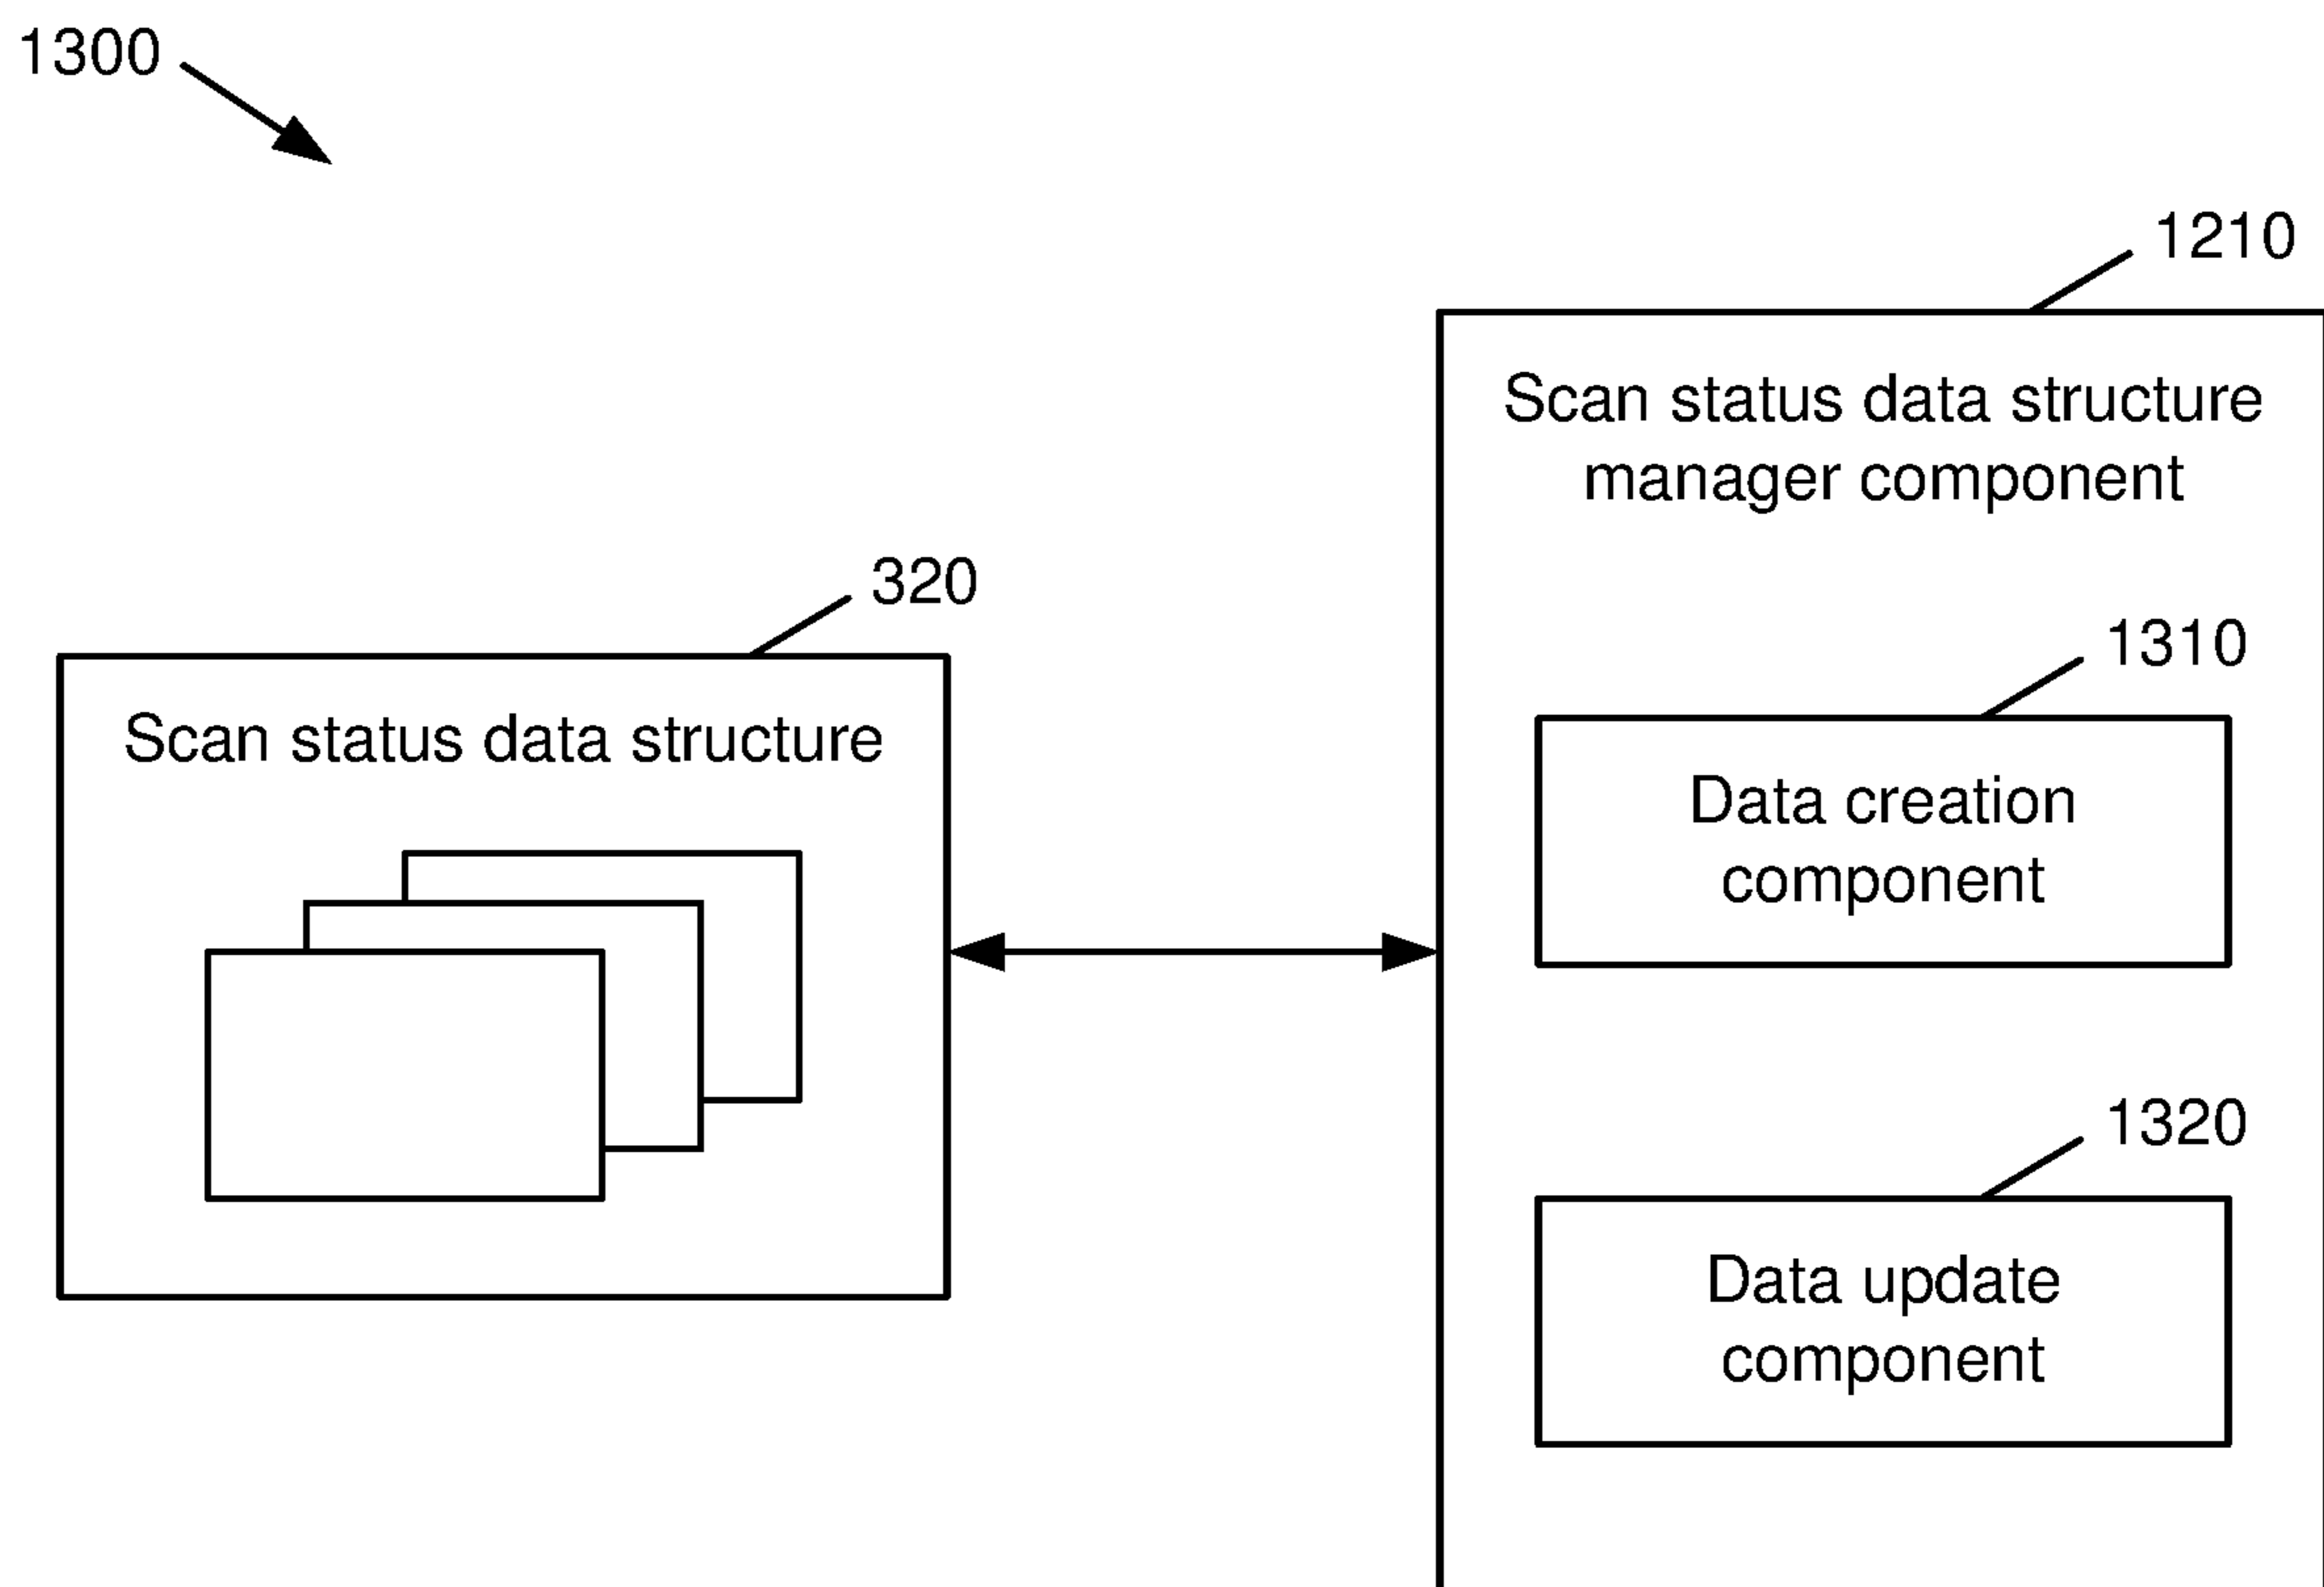 1300
1210
Scan status data structure
manager component
320
1310
Scan status data structure
Data creation
component
1320
Data update
component